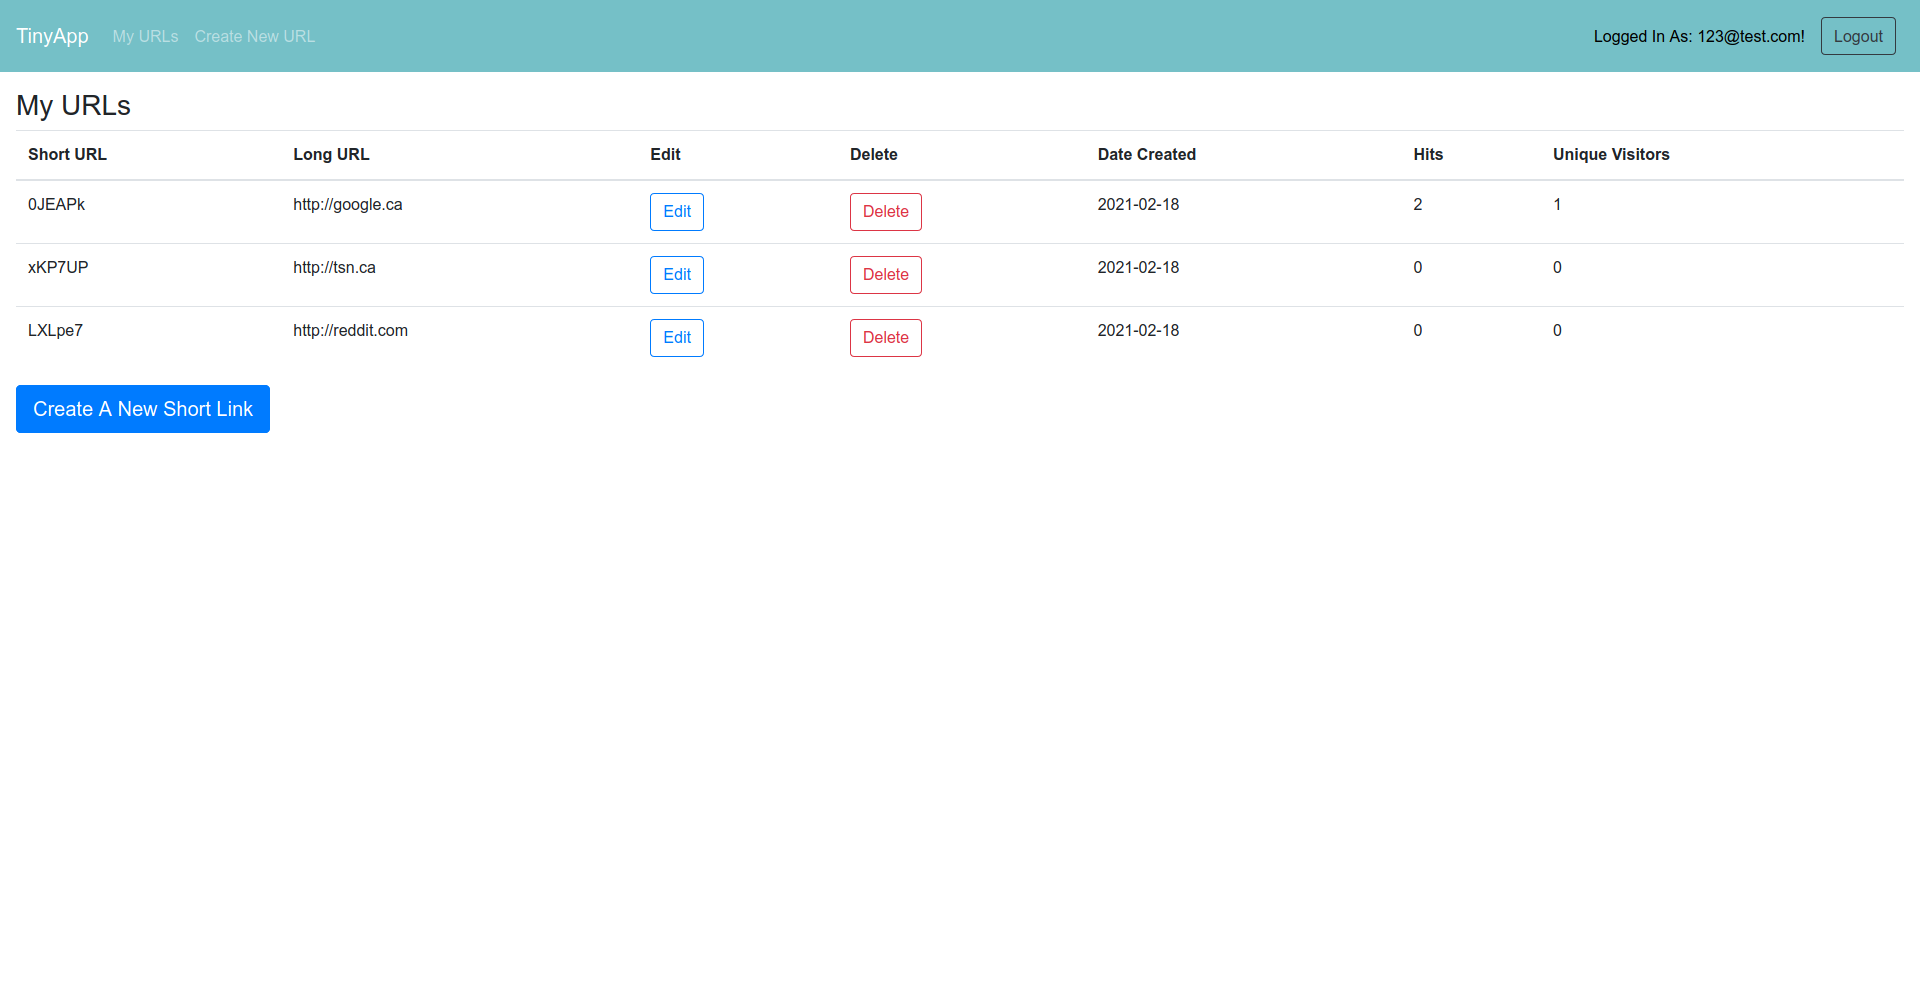 TinyApp My URLs Create New URL Logged In As: 123@test.com! Logout
My URLs
Short URL Long URL Edit Delete Date Created Hits Unique Visitors
0JEAPk http://google.ca Edit Delete 2021-02-18 2 1
xKP7UP http://tsn.ca Edit Delete 2021-02-18 0 0
LXLpe7 http://reddit.com Edit Delete 2021-02-18 0 0
Create A New Short Link